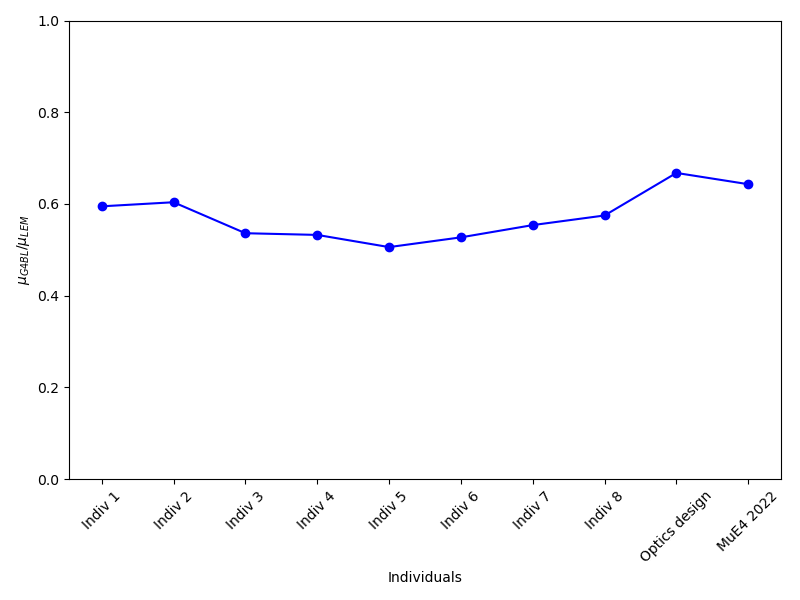 1.0
0.8
0.6
0.4
0.2
0.0
μG4BL/μLEM
Indiv 1
Indiv 2
Indiv 3
Indiv 4
Indiv 5
Indiv 6
Indiv 7
Indiv 8
Optics design
MuE4 2022
Individuals